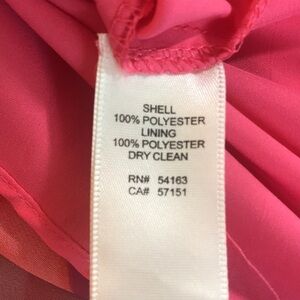 SHELL
100% POLYESTER
LINING
100% POLYESTER
DRY CLEAN
RN# 54163
CA# 57151